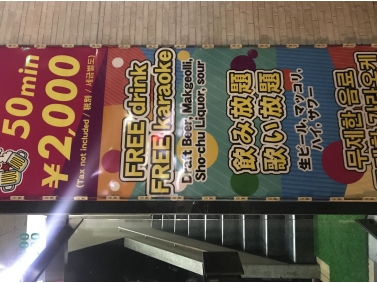 50 min
¥2,000
(Tax not included / 税別 / 세금별도)
FREE drink
FREE karaoke
Draft Beer, Makgeolli,
Sho-chu Liquor, sour
飲み放題
歌い放題
生ビール、マッコリ、
ハイ、サワー
무제한 음료